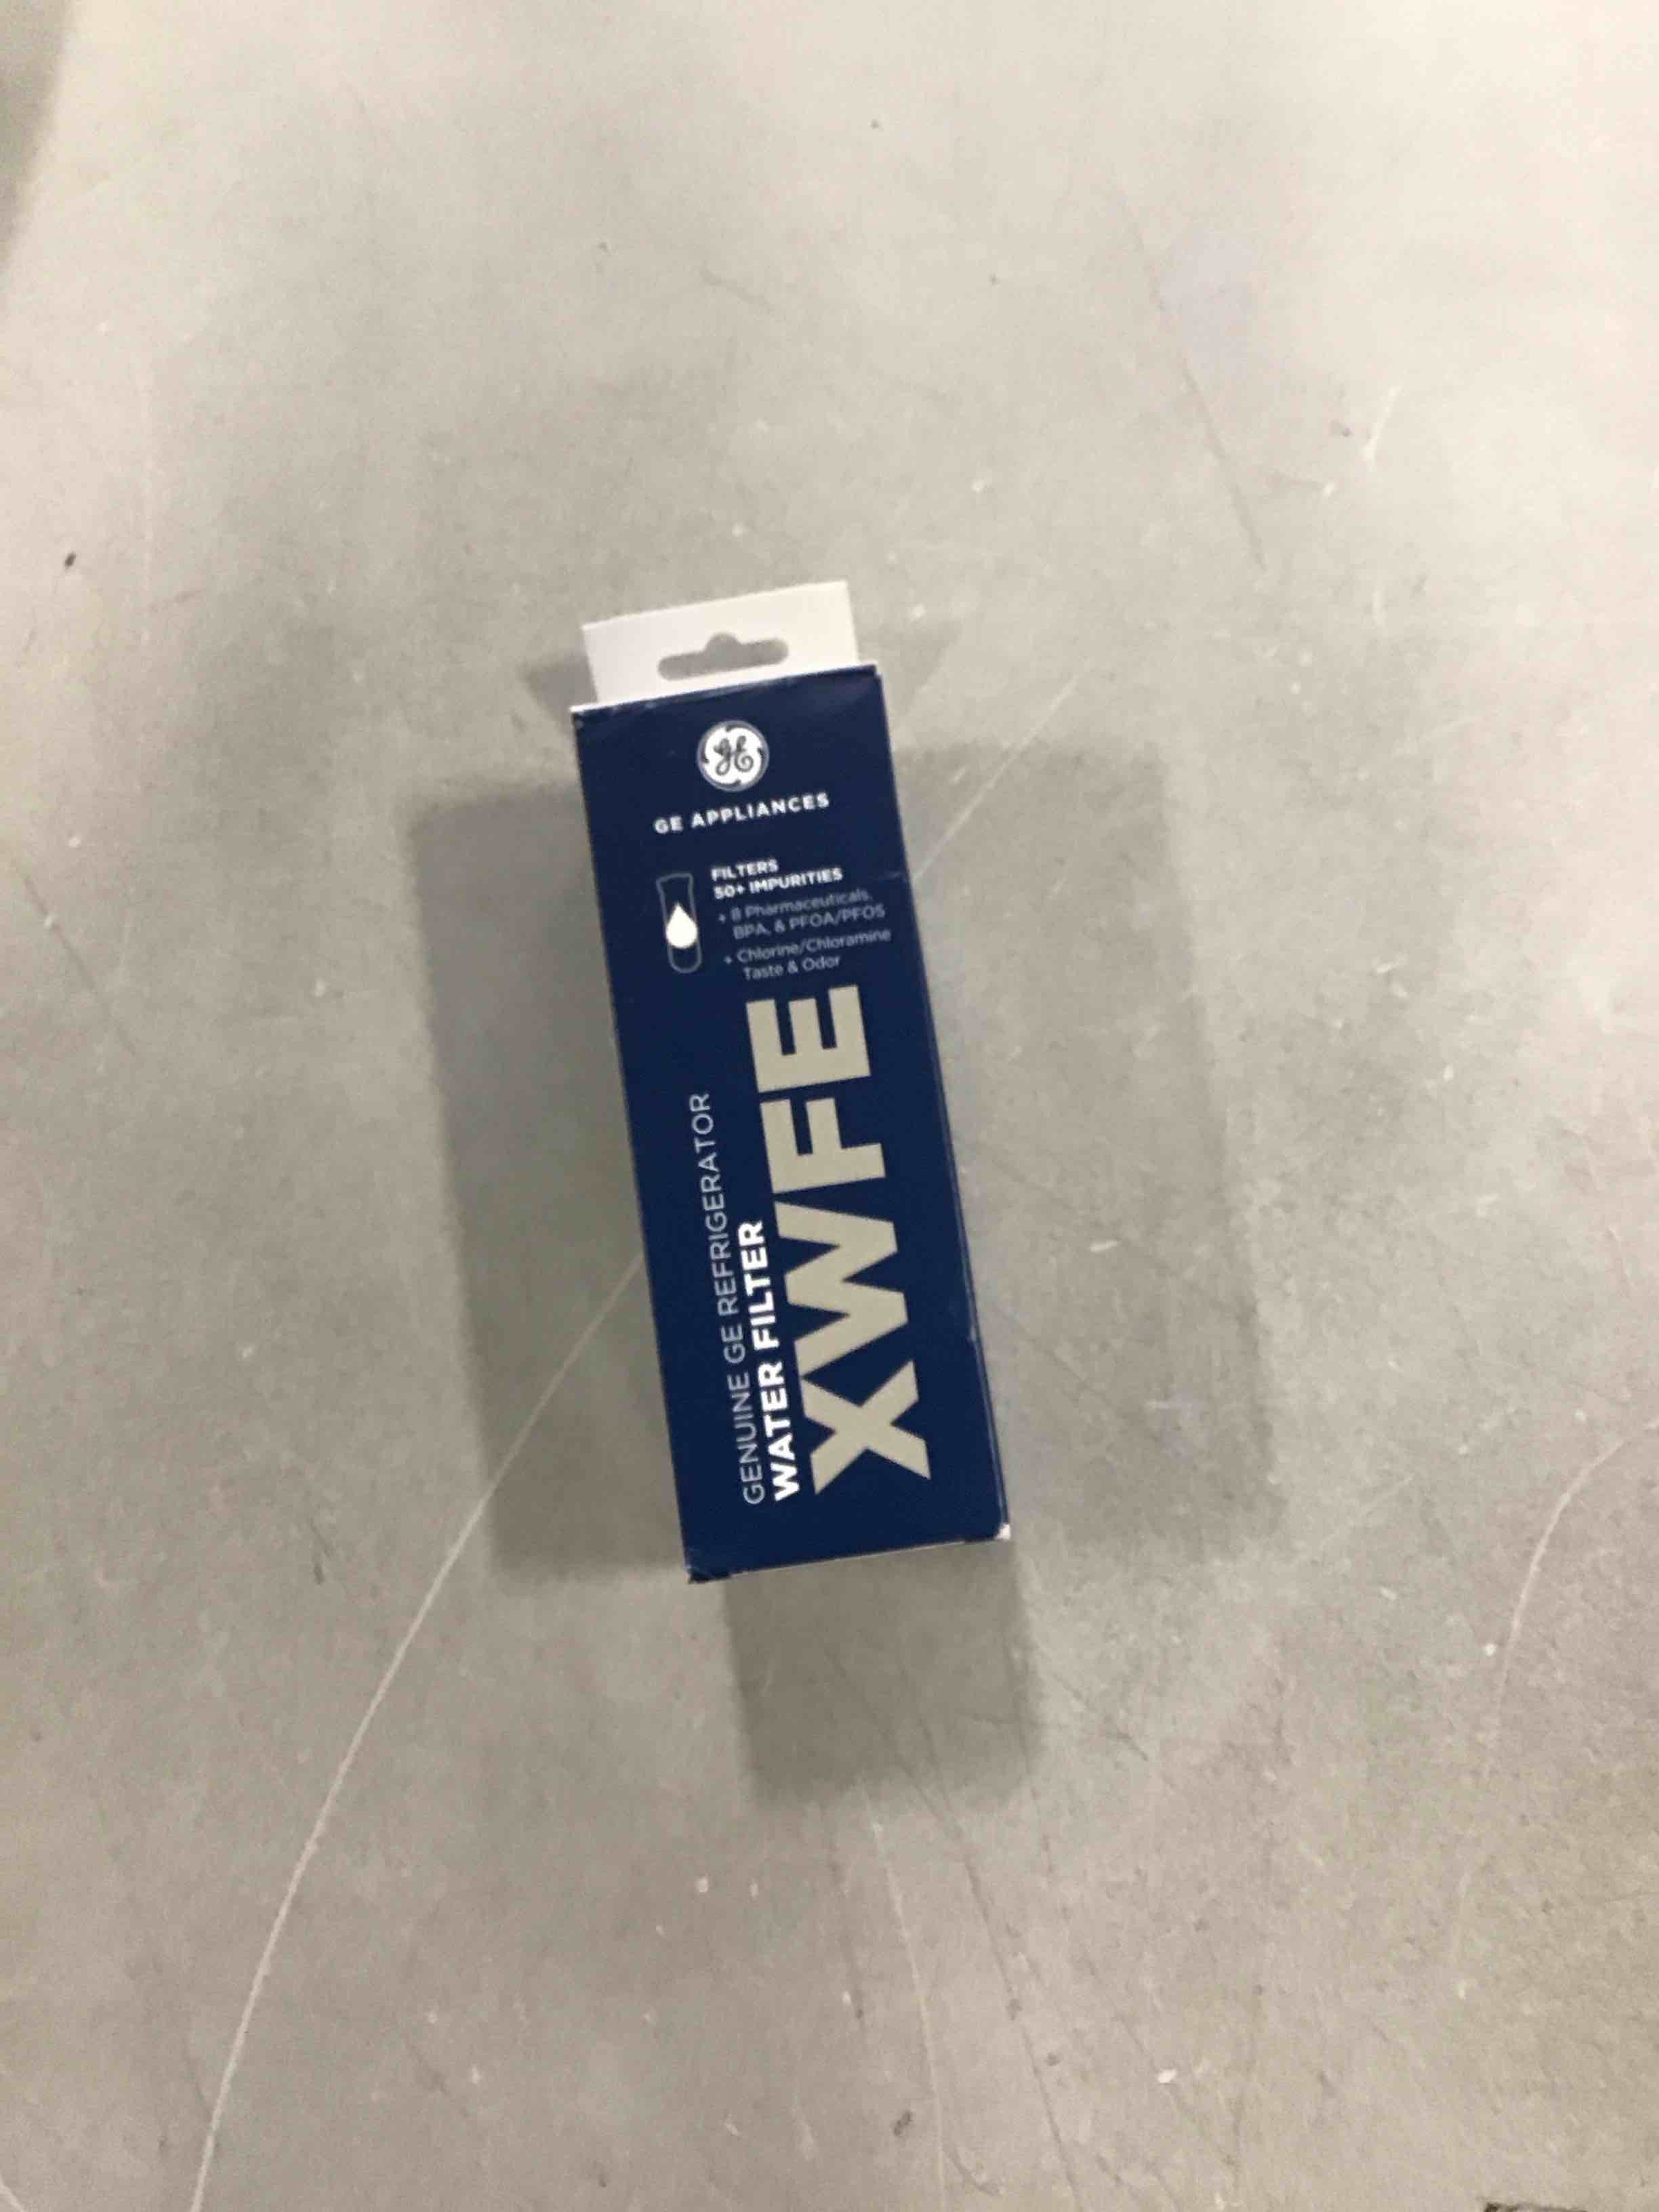 GE
GE APPLIANCES
FILTERS
50+ IMPURITIES
+ 8 Pharmaceuticals,
BPA, & PFOA/PFOS
+ Chlorine/Chloramine
Taste & Odor
GENUINE GE REFRIGERATOR
WATER FILTER
XWFE